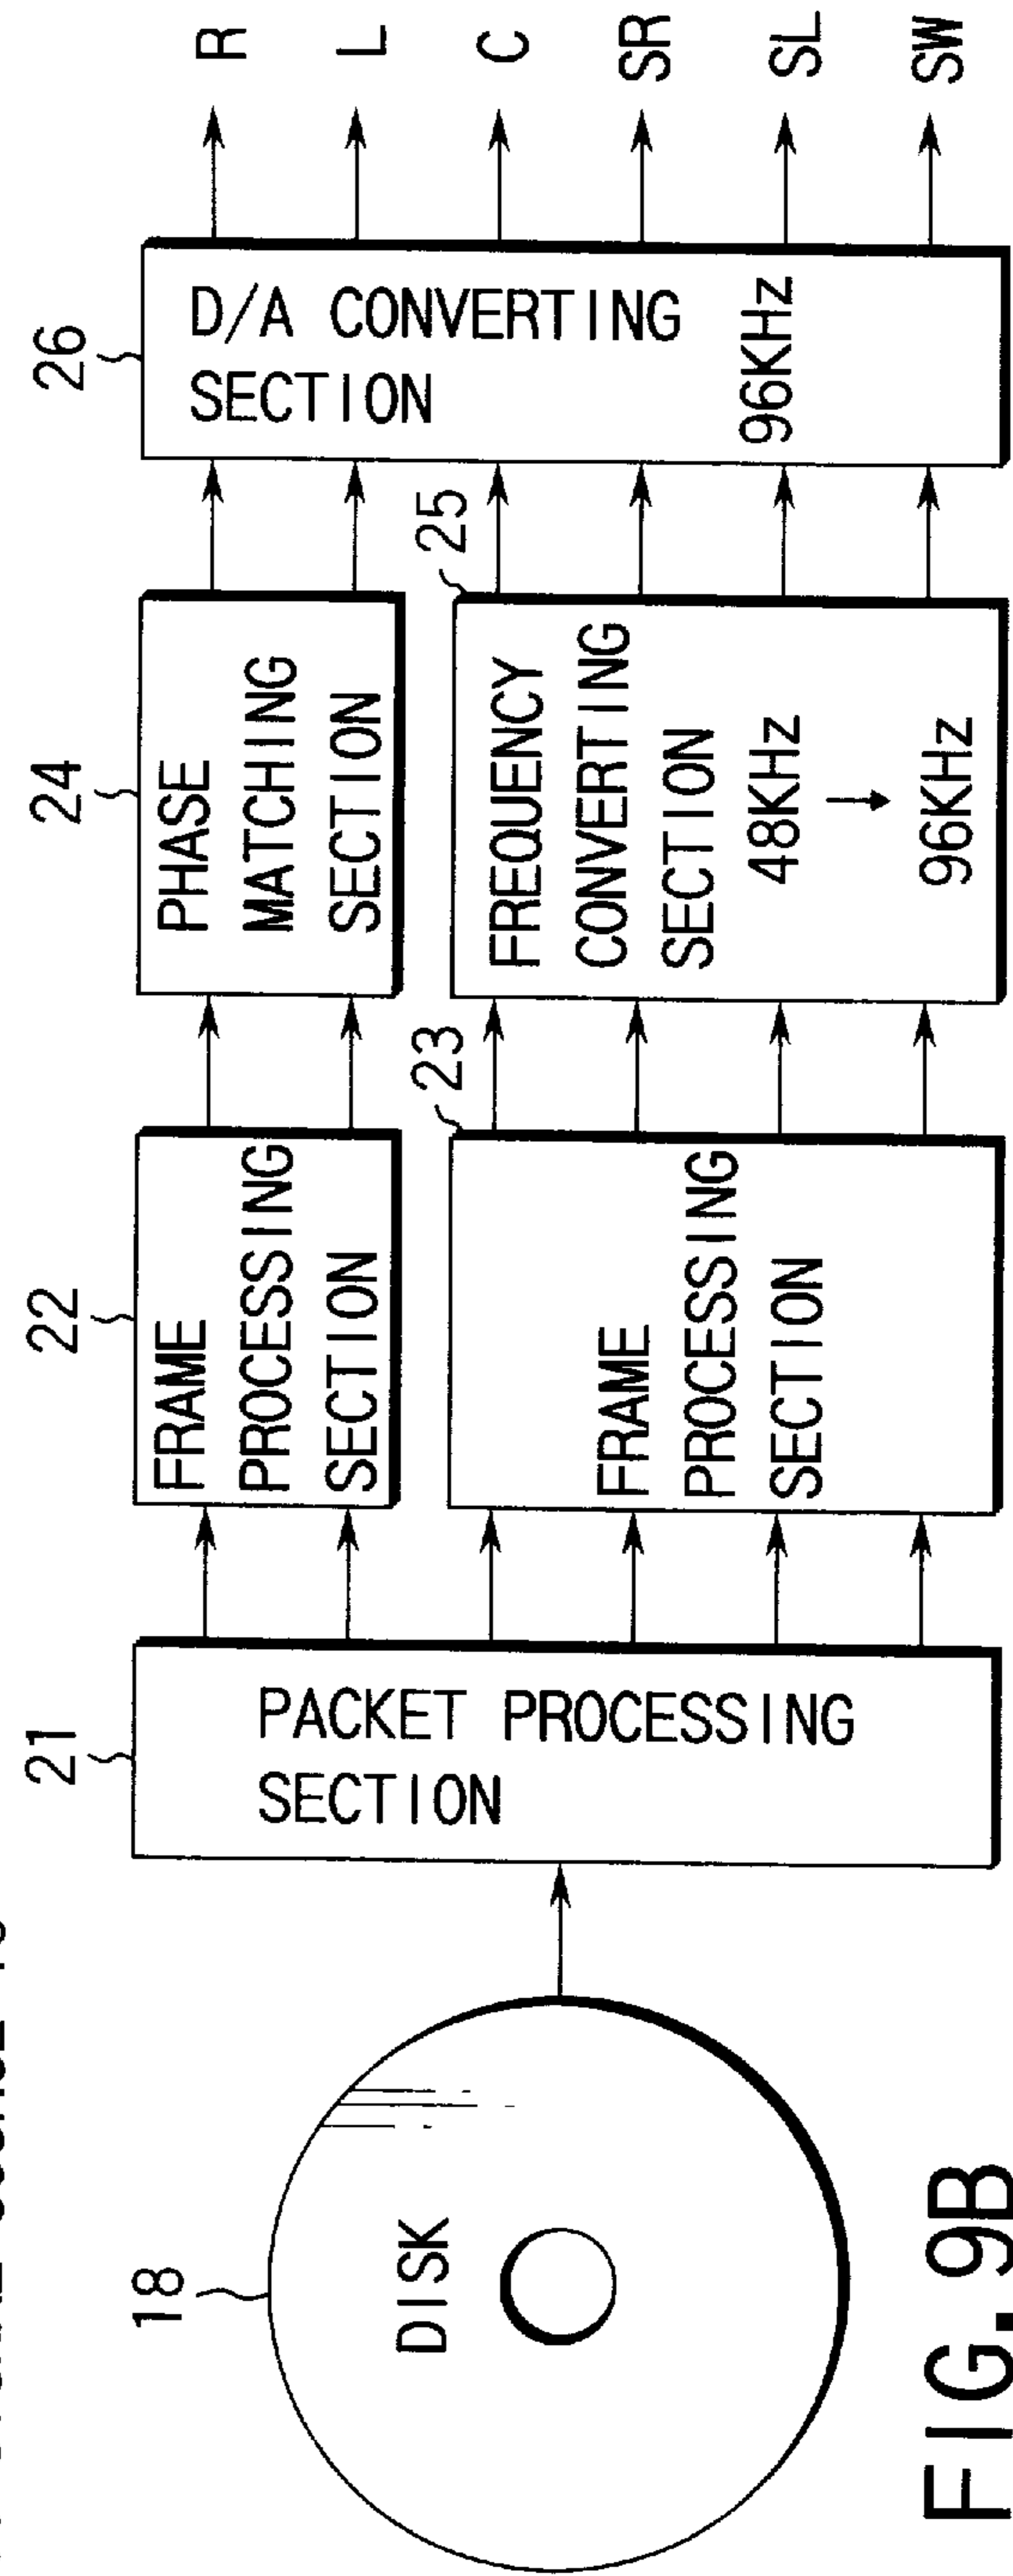 18
DISK
21
PACKET PROCESSING
SECTION
22
FRAME
PROCESSING
SECTION
23
FRAME
PROCESSING
SECTION
24
PHASE
MATCHING
SECTION
25
FREQUENCY
CONVERTING
SECTION
48KHz
96KHz
26
D/A CONVERTING
SECTION
96KHz
R
L
C
SR
SL
SW
FIG. 9B